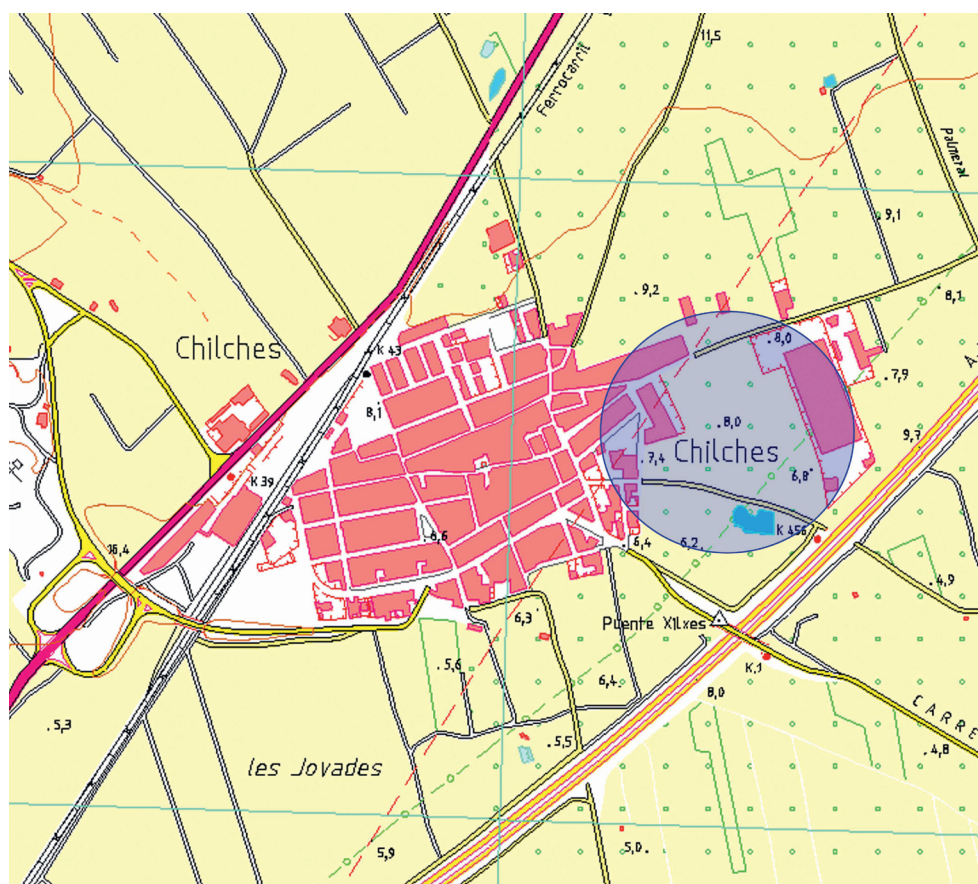 11,5
Ferrocarril
Palmeral
9,1
9,2
8,1
8,0
Chilches
K 43
7,9
8,1
8,0
9,7
A.
Chilches
7,4
6,8
K 39
K 456
6,6
16,4
6,4
6,2
4,9
6,3
Puente Xilxes
5,6
6,4
K.1
8,0
CARRE
5,3
5,5
4,8
les Jovades
5,9
5,0